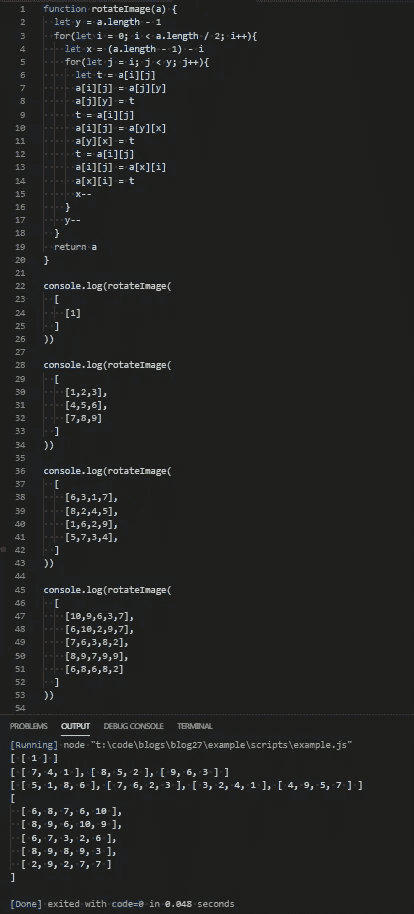 1 function rotateImage(a) {
2 let y = a.length - 1
3 for(let i = 0; i < a.length / 2; i++){
4 let x = (a.length - 1) - i
5 for(let j = i; j < y; j++){
6 let t = a[i][j]
7 a[i][j] = a[j][y]
8 a[j][y] = t
9 t = a[i][j]
10 a[i][j] = a[y][x]
11 a[y][x] = t
12 t = a[i][j]
13 a[i][j] = a[x][i]
14 a[x][i] = t
15 x--
16 }
17 y--
18 }
19 return a
20 }
21
22 console.log(rotateImage(
23 [
24 [1]
25 ]
26 ))
27
28 console.log(rotateImage(
29 [
30 [1,2,3],
31 [4,5,6],
32 [7,8,9]
33 ]
34 ))
35
36 console.log(rotateImage(
37 [
38 [6,3,1,7],
39 [8,2,4,5],
40 [1,6,2,9],
41 [5,7,3,4],
42 ]
43 ))
44
45 console.log(rotateImage(
46 [
47 [10,9,6,3,7],
48 [6,10,2,9,7],
49 [7,6,3,8,2],
50 [8,9,7,9,9],
51 [6,8,6,8,2]
52 ]
53 ))
54
PROBLEMS OUTPUT DEBUG CONSOLE TERMINAL
[Running] node "t:\code\blogs\blog27\example\scripts\example.js"
[ [ 1 ] ]
[ [ 7, 4, 1 ], [ 8, 5, 2 ], [ 9, 6, 3 ] ]
[ [ 5, 1, 8, 6 ], [ 7, 6, 2, 3 ], [ 3, 2, 4, 1 ], [ 4, 9, 5, 7 ] ]
[
[ 6, 8, 7, 6, 10 ],
[ 8, 9, 6, 10, 9 ],
[ 6, 7, 3, 2, 6 ],
[ 8, 9, 8, 9, 3 ],
[ 2, 9, 2, 7, 7 ]
]
[Done] exited with code=0 in 0.048 seconds